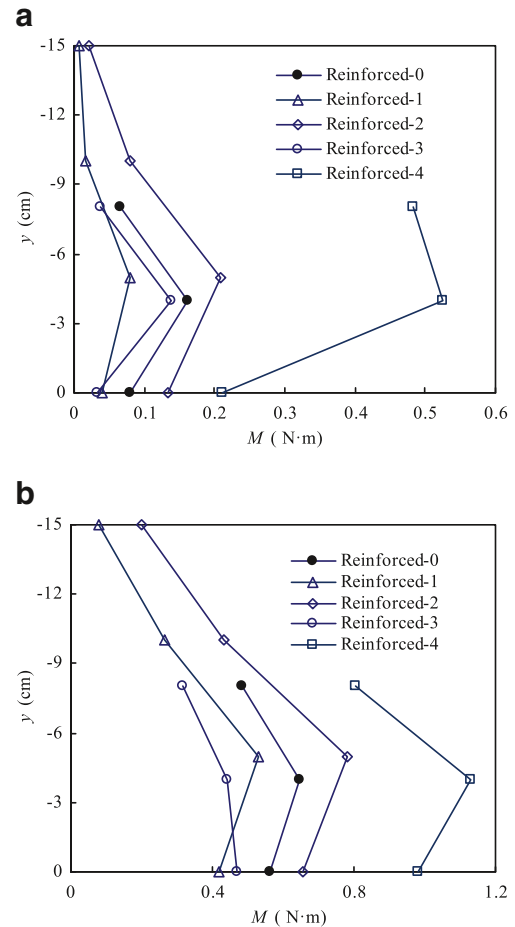 a
-15
-12
-9
-6
-3
0
y (cm)
Reinforced-0
Reinforced-1
Reinforced-2
Reinforced-3
Reinforced-4
0 0.1 0.2 0.3 0.4 0.5 0.6
M ( N·m)
b
-15
-12
-9
-6
-3
0
y (cm)
Reinforced-0
Reinforced-1
Reinforced-2
Reinforced-3
Reinforced-4
0 0.4 0.8 1.2
M ( N·m)